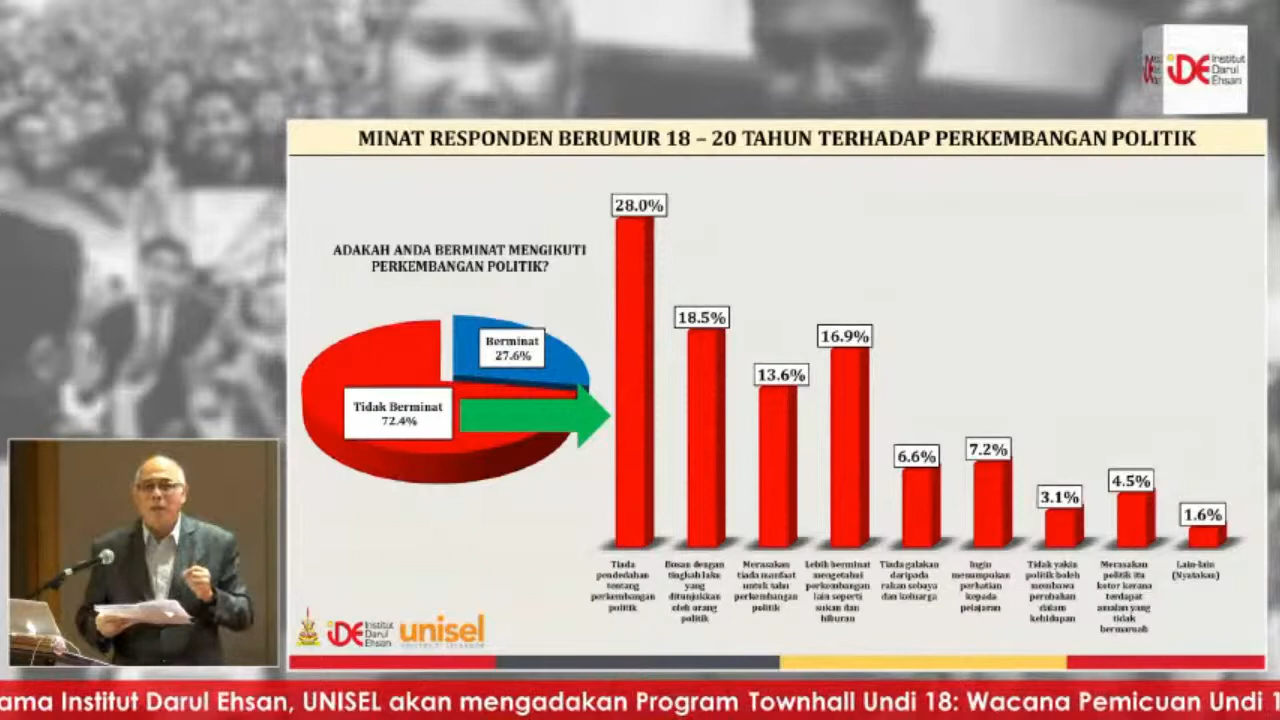 iDE Institut
Darul
Ehsan
MINAT RESPONDEN BERUMUR 18 – 20 TAHUN TERHADAP PERKEMBANGAN POLITIK
ADAKAH ANDA BERMINAT MENGIKUTI
PERKEMBANGAN POLITIK?
Berminat
27.6%
Tidak Berminat
72.4%
28.0%
18.5%
13.6%
16.9%
6.6%
7.2%
3.1%
4.5%
1.6%
Tiada
pendedahan
tentang
perkembangan
politik
Bosan dengan
tingkah laku
yang
ditunjukkan
oleh orang
politik
Merasakan
tiada manfaat
untuk tahu
perkembangan
politik
Lebih berminat
mengetahui
perkembangan
lain seperti
sukan dan
hiburan
Tiada galakan
daripada
rakan sebaya
dan keluarga
Ingin
menumpukan
perhatian
kepada
pelajaran
Tidak yakin
politik boleh
membawa
perubahan
dalam
kehidupan
Merasakan
politik itu
kotor kerana
terdapat
amalan yang
tidak
bermaruah
Lain-lain
(Nyatakan)
iDE Institut
Darul
Ehsan
unisel
ama Institut Darul Ehsan, UNISEL akan mengadakan Program Townhall Undi 18: Wacana Pemicuan Undi 1